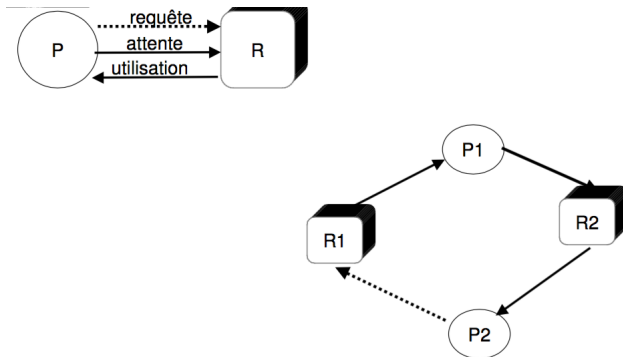 requête
P
attente
R
utilisation
P1
R1
R2
P2